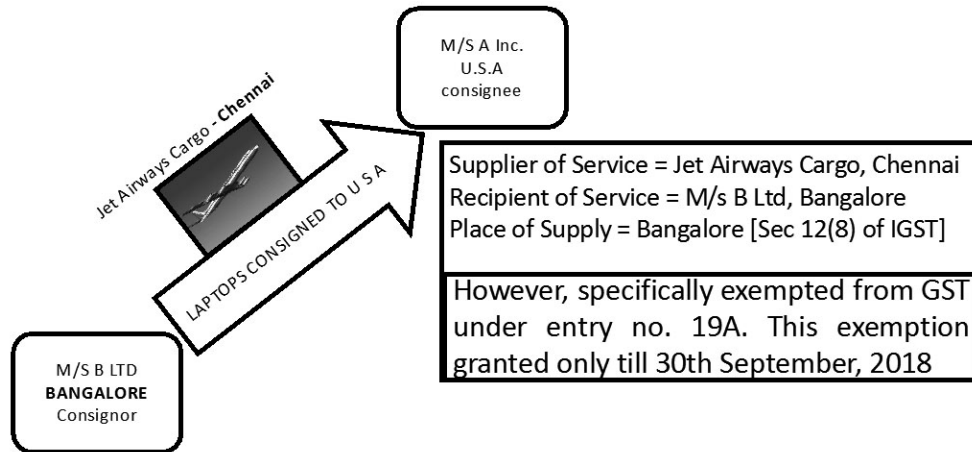 M/S A Inc.
U.S.A
consignee
Jet Airways Cargo - Chennai
LAPTOPS CONSIGNED TO U S A
Supplier of Service = Jet Airways Cargo, Chennai
Recipient of Service = M/s B Ltd, Bangalore
Place of Supply = Bangalore [Sec 12(8) of IGST]
However, specifically exempted from GST
under entry no. 19A. This exemption
granted only till 30th September, 2018
M/S B LTD
BANGALORE
Consignor